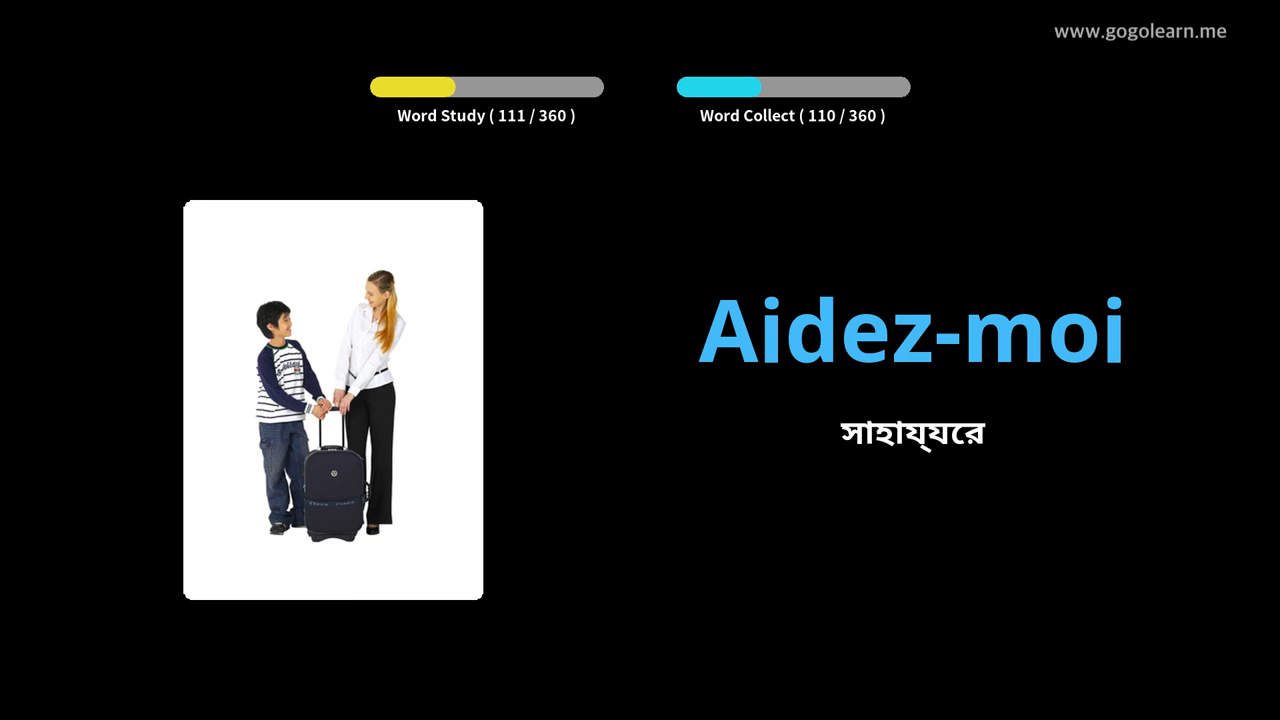 www.gogolearn.me
Word Study ( 111 / 360 )
Word Collect ( 110 / 360 )
Aidez-moi
সাহায্‌যরে